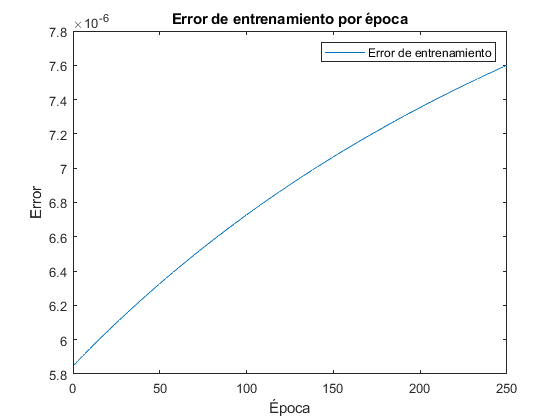 Error de entrenamiento por época
×10-6
Error de entrenamiento
7.8
7.6
7.4
7.2
7
6.8
6.6
6.4
6.2
6
5.8
Error
0 50 100 150 200 250
Época